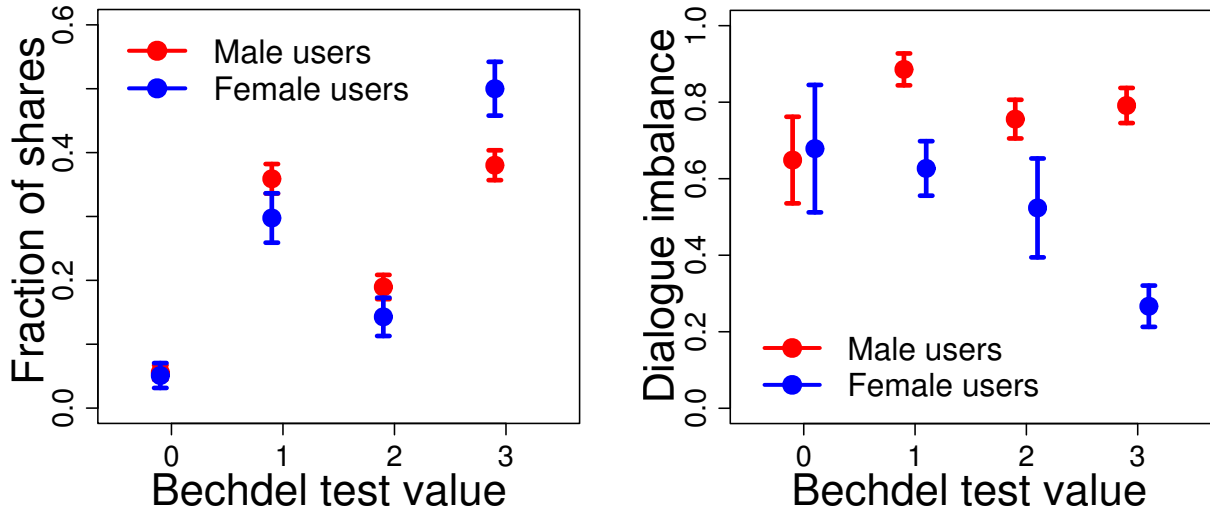 Fraction of shares
0.0
0.2
0.4
0.6
Male users
Female users
0
1
2
3
Bechdel test value
Dialogue imbalance
0.0
0.2
0.4
0.6
0.8
1.0
Male users
Female users
0
1
2
3
Bechdel test value